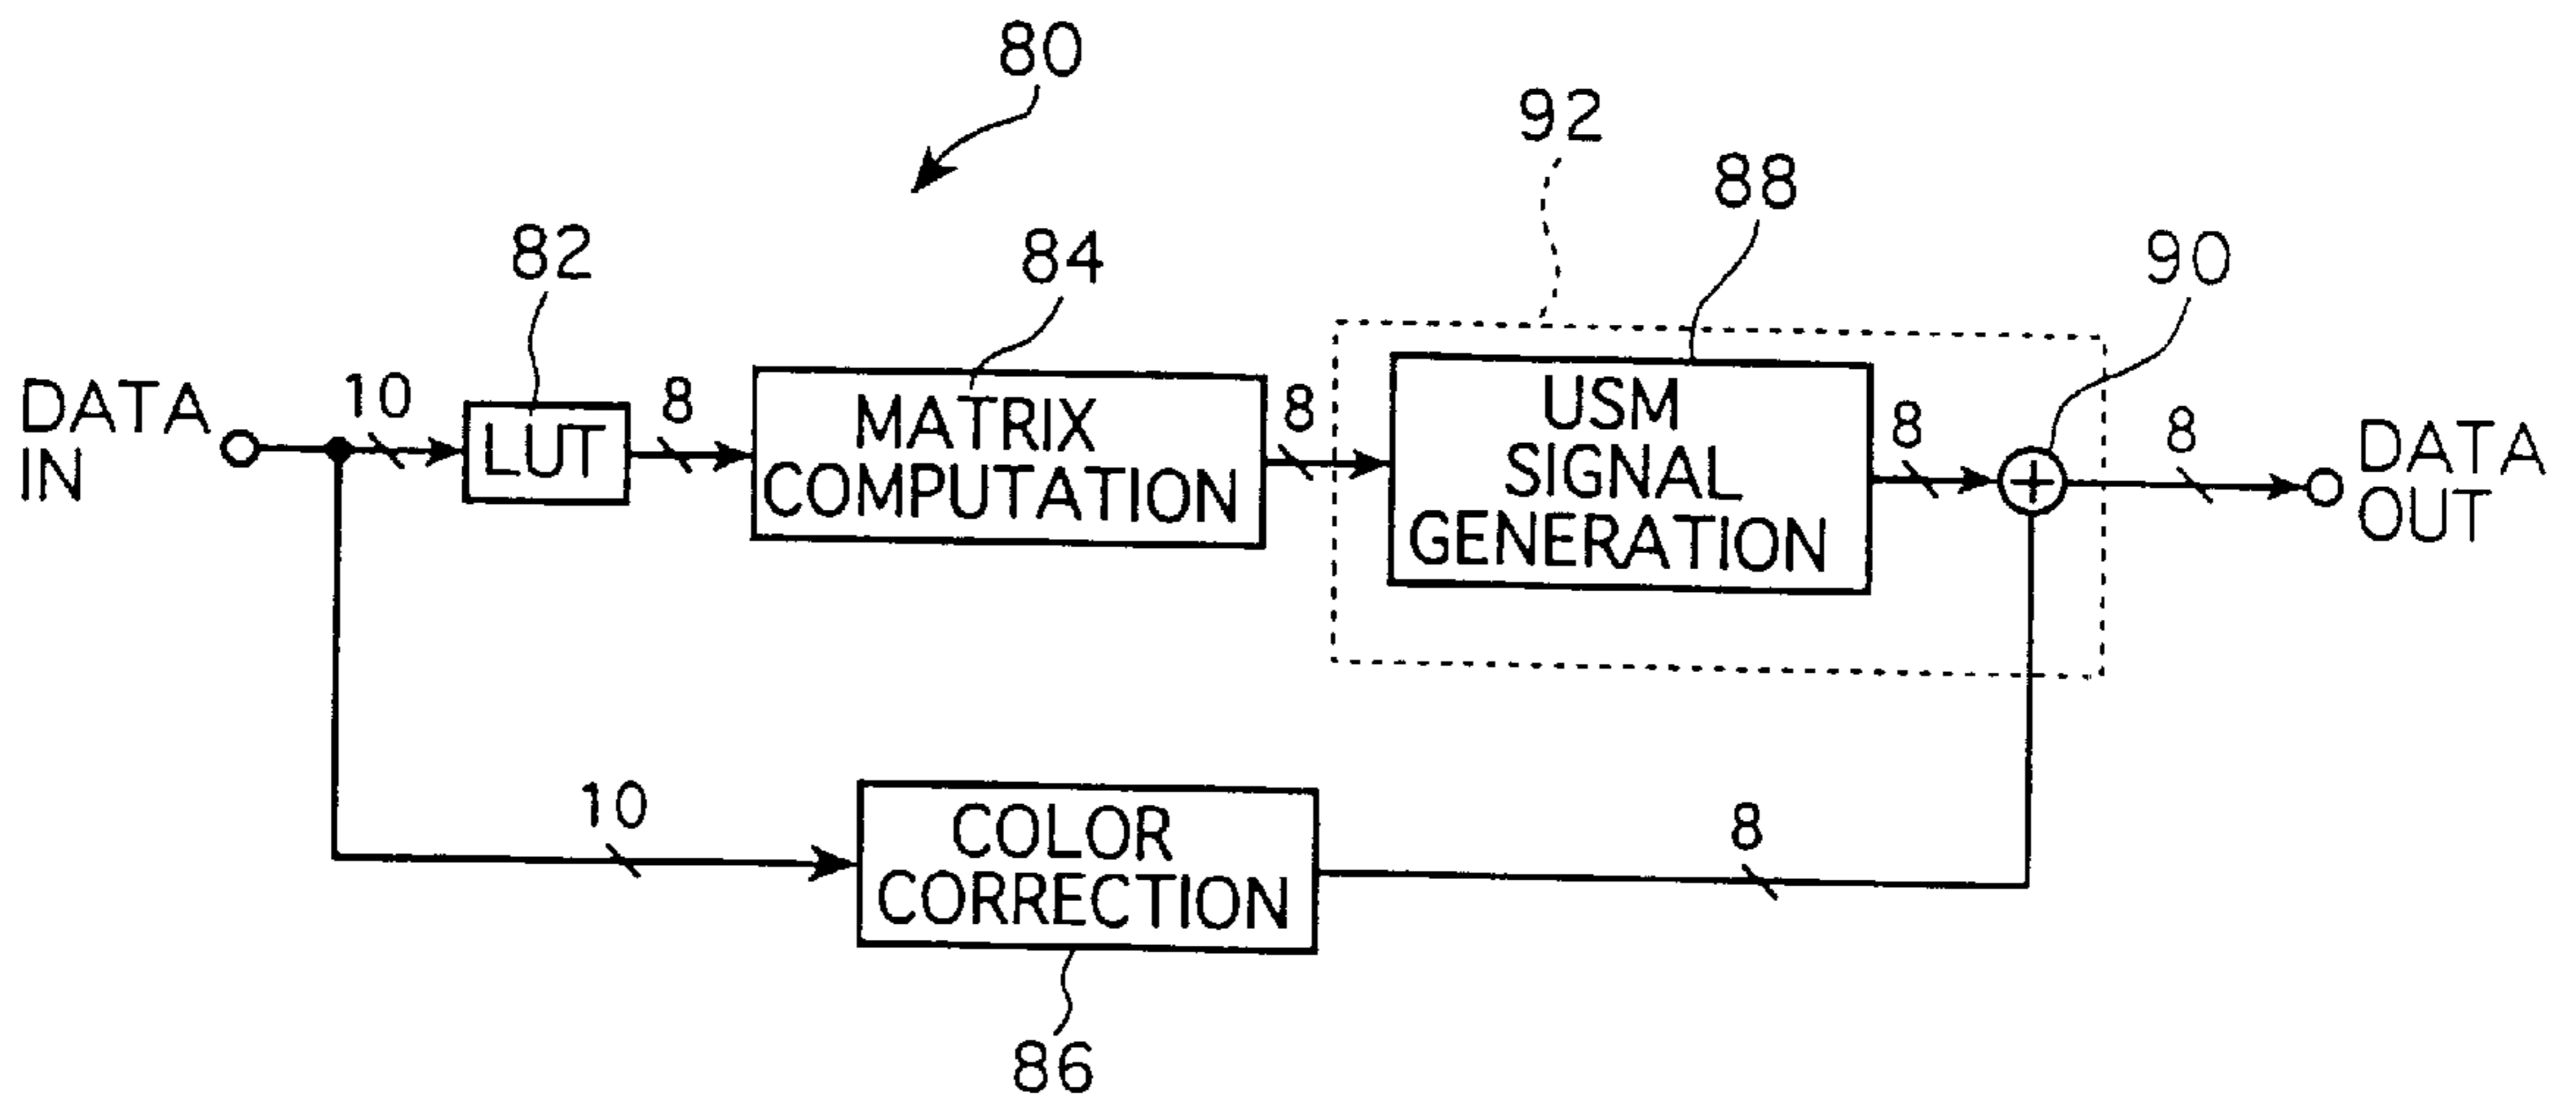 80
92
88
82
84
90
DATA
IN
10
LUT
8
MATRIX
COMPUTATION
8
USM
SIGNAL
GENERATION
8
8
DATA
OUT
10
COLOR
CORRECTION
8
86